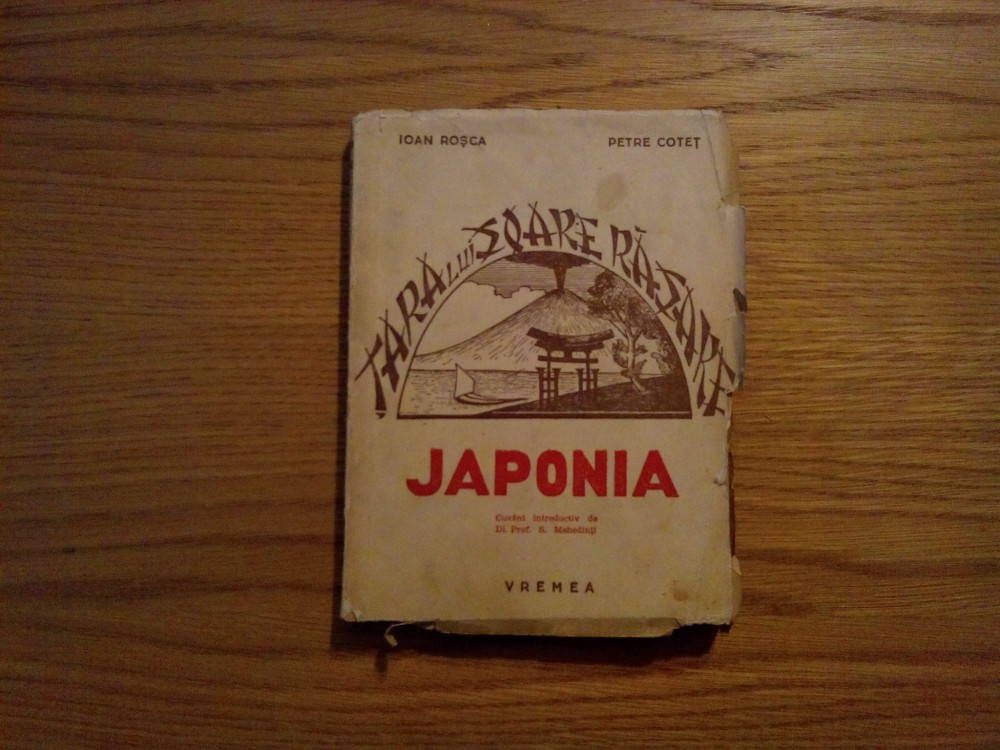 IOAN ROȘCA
PETRE COTEȚ
ȚARA LUI SOARE RĂSARE
JAPONIA
Cuvânt introductiv de
Dl. Prof. S. Mehedinți
VREMEA